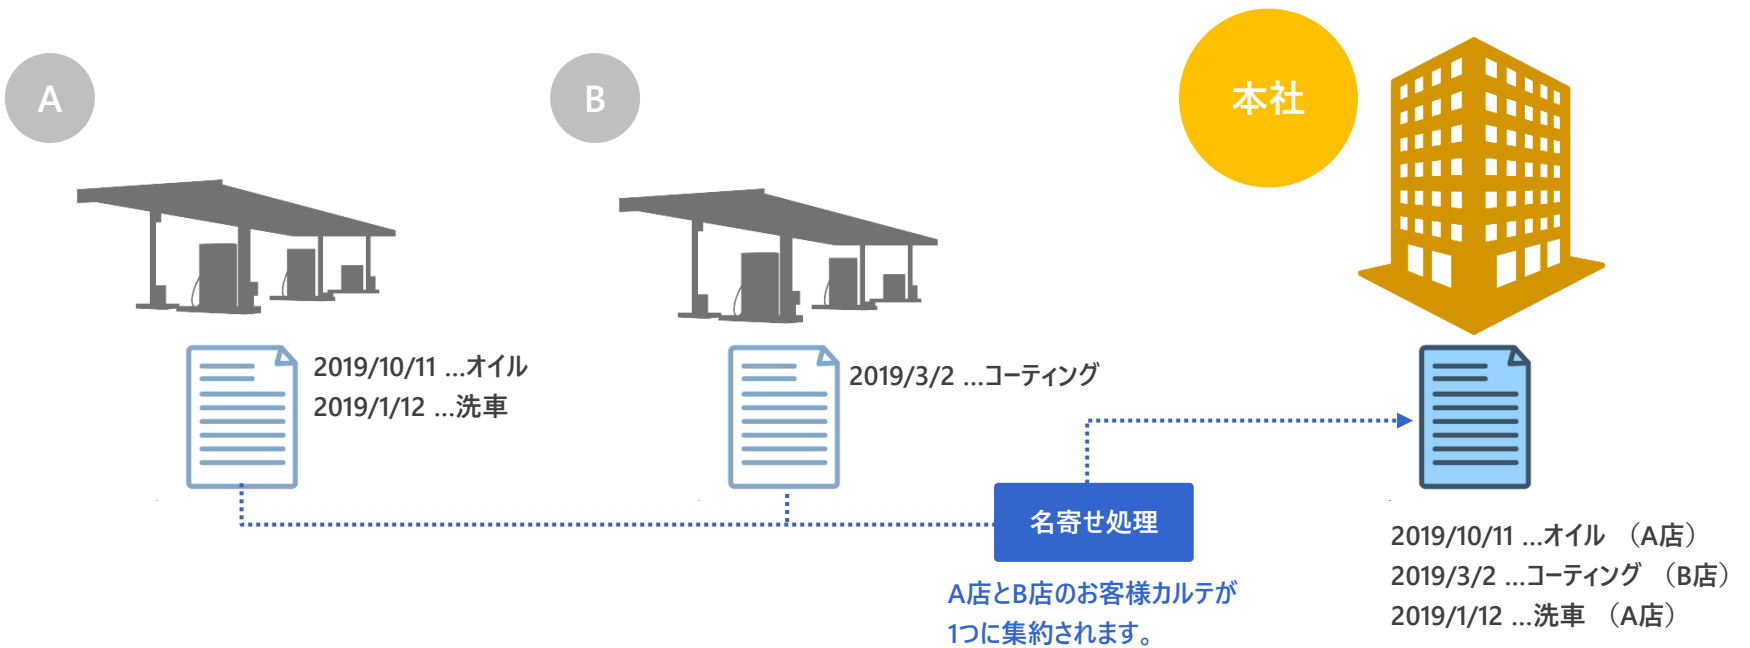 A
B
本社
2019/10/11 ...オイル
2019/1/12 ...洗車
2019/3/2 ...コーティング
名寄せ処理
A店とB店のお客様カルテが
1つに集約されます。
2019/10/11 ...オイル （A店）
2019/3/2 ...コーティング （B店）
2019/1/12 ...洗車 （A店）